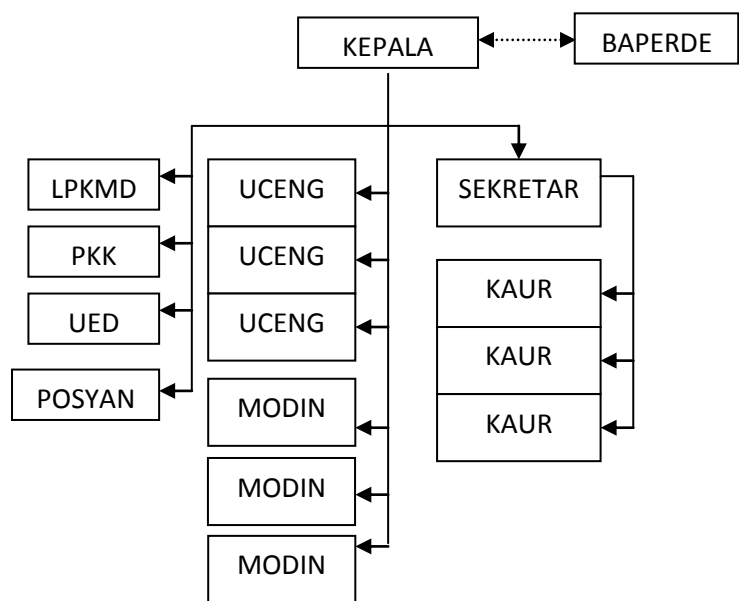 KEPALA
BAPERDE
LPKMD
UCENG
SEKRETAR
PKK
UCENG
KAUR
UED
UCENG
KAUR
POSYAN
MODIN
KAUR
MODIN
MODIN